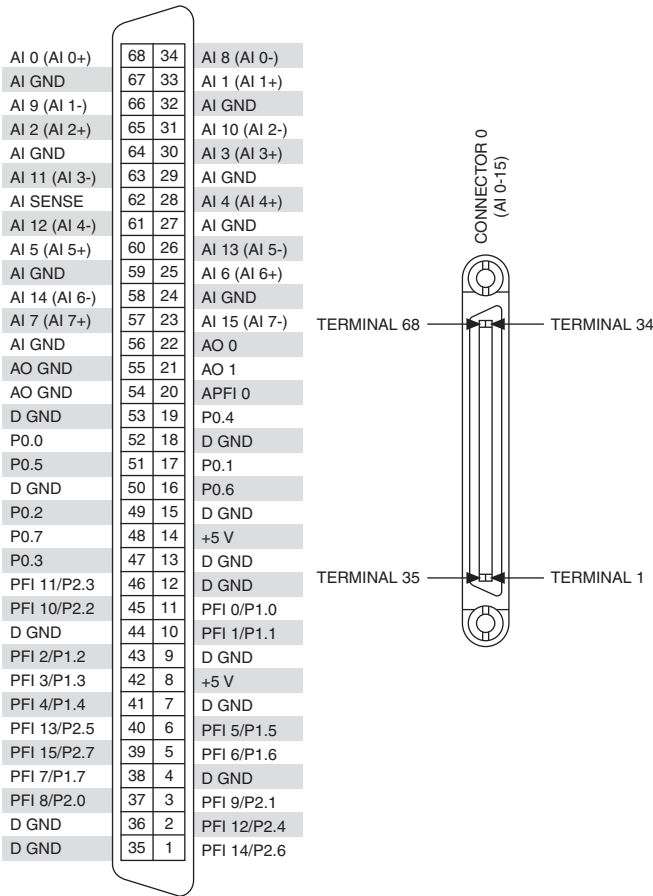 AI 0 (AI 0+) 68 34 AI 8 (AI 0-)
AI GND 67 33 AI 1 (AI 1+)
AI 9 (AI 1-) 66 32 AI GND
AI 2 (AI 2+) 65 31 AI 10 (AI 2-)
AI GND 64 30 AI 3 (AI 3+)
AI 11 (AI 3-) 63 29 AI GND
AI SENSE 62 28 AI 4 (AI 4+)
AI 12 (AI 4-) 61 27 AI GND
AI 5 (AI 5+) 60 26 AI 13 (AI 5-)
AI GND 59 25 AI 6 (AI 6+)
AI 14 (AI 6-) 58 24 AI GND
AI 7 (AI 7+) 57 23 AI 15 (AI 7-)
AI GND 56 22 AO 0
AO GND 55 21 AO 1
AO GND 54 20 APFI 0
D GND 53 19 P0.4
P0.0 52 18 D GND
P0.5 51 17 P0.1
D GND 50 16 P0.6
P0.2 49 15 D GND
P0.7 48 14 +5 V
P0.3 47 13 D GND
PFI 11/P2.3 46 12 D GND
PFI 10/P2.2 45 11 PFI 0/P1.0
D GND 44 10 PFI 1/P1.1
PFI 2/P1.2 43 9 D GND
PFI 3/P1.3 42 8 +5 V
PFI 4/P1.4 41 7 D GND
PFI 13/P2.5 40 6 PFI 5/P1.5
PFI 15/P2.7 39 5 PFI 6/P1.6
PFI 7/P1.7 38 4 D GND
PFI 8/P2.0 37 3 PFI 9/P2.1
D GND 36 2 PFI 12/P2.4
D GND 35 1 PFI 14/P2.6
CONNECTOR 0
(AI 0-15)
TERMINAL 68
TERMINAL 34
TERMINAL 35
TERMINAL 1